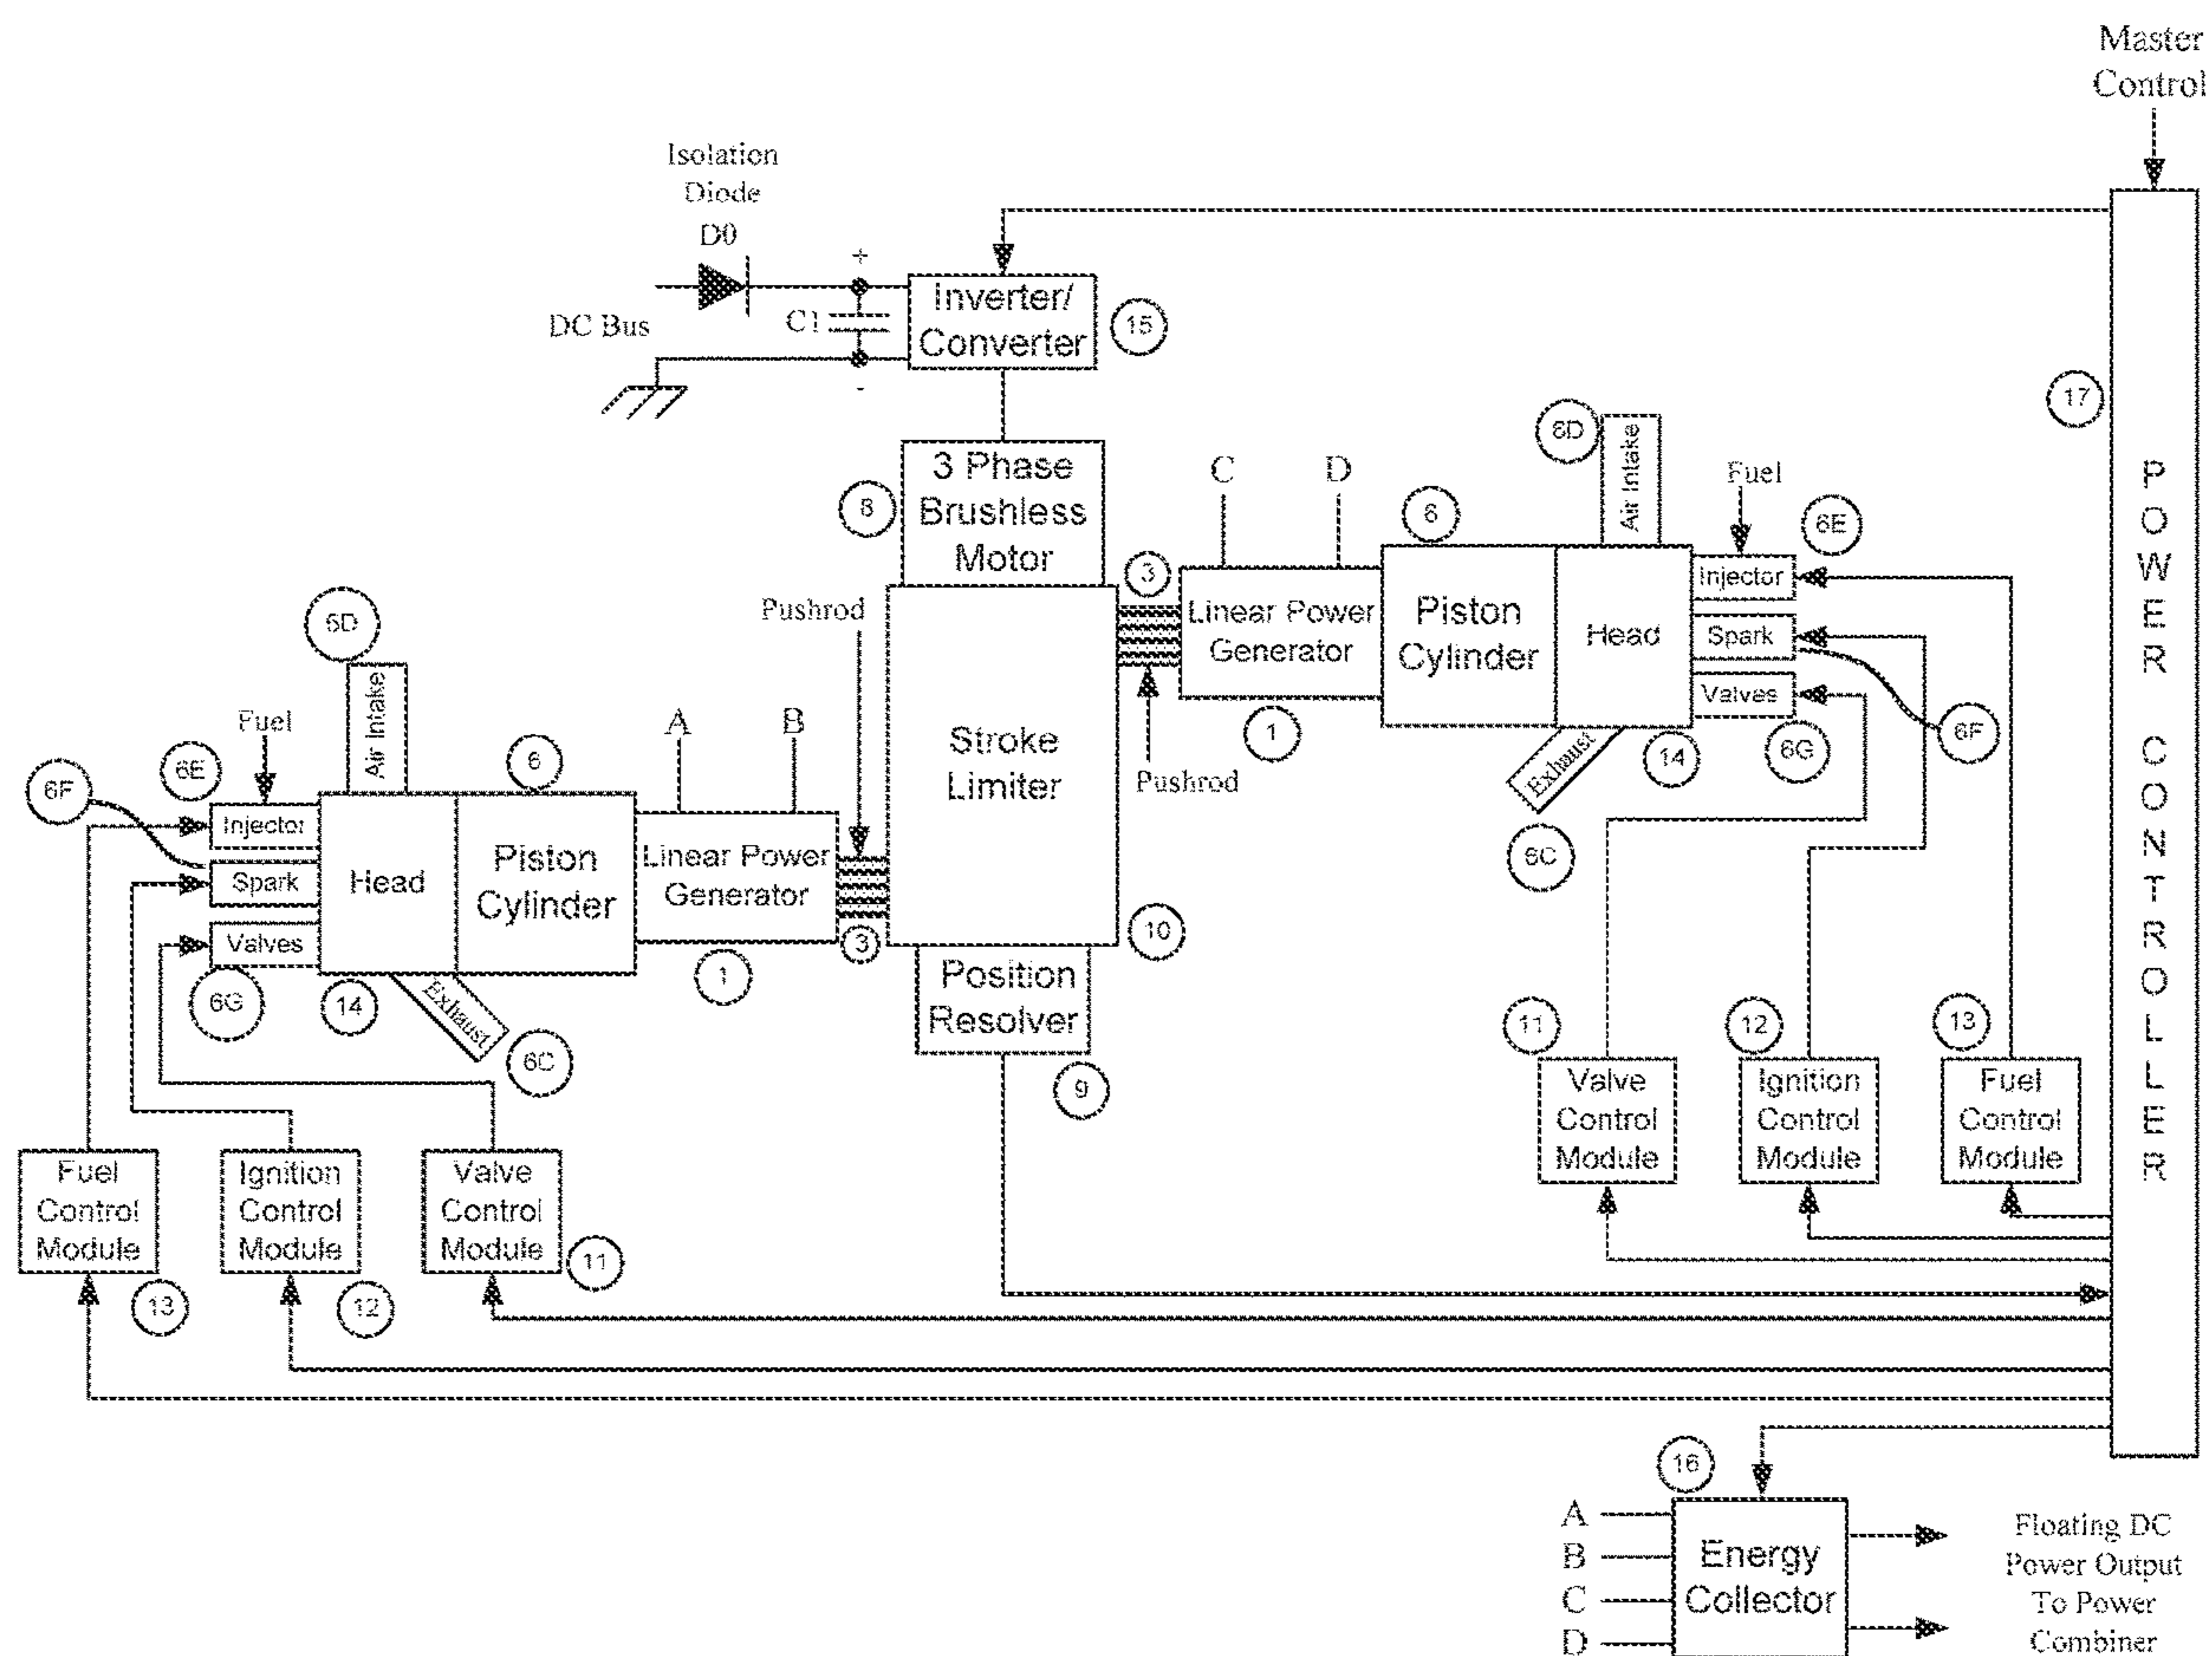 Master
Control
Isolation
Diode
D0
+
DC Bus
C1
-
Inverter/
Converter
15
17
POWER CONTROLLER
3 Phase
Brushless
Motor
8
C
D
6
6D
Air Intake
Fuel
6E
3
Linear Power
Generator
1
Piston
Cylinder
Head
Injector
Spark
Valves
6F
6G
14
Exhaust
6C
Pushrod
Pushrod
Stroke
Limiter
10
6D
Air Intake
Fuel
6E
6F
Injector
Spark
Valves
6G
Head
14
Exhaust
6C
6
Piston
Cylinder
A
B
Linear Power
Generator
1
3
Position
Resolver
9
11
Valve
Control
Module
12
Ignition
Control
Module
13
Fuel
Control
Module
Fuel
Control
Module
13
Ignition
Control
Module
12
Valve
Control
Module
11
16
A
B
C
D
Energy
Collector
Floating DC
Power Output
To Power
Combiner